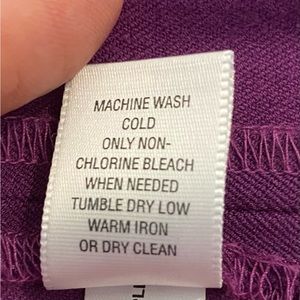 MACHINE WASH
COLD
ONLY NON-
CHLORINE BLEACH
WHEN NEEDED
TUMBLE DRY LOW
WARM IRON
OR DRY CLEAN